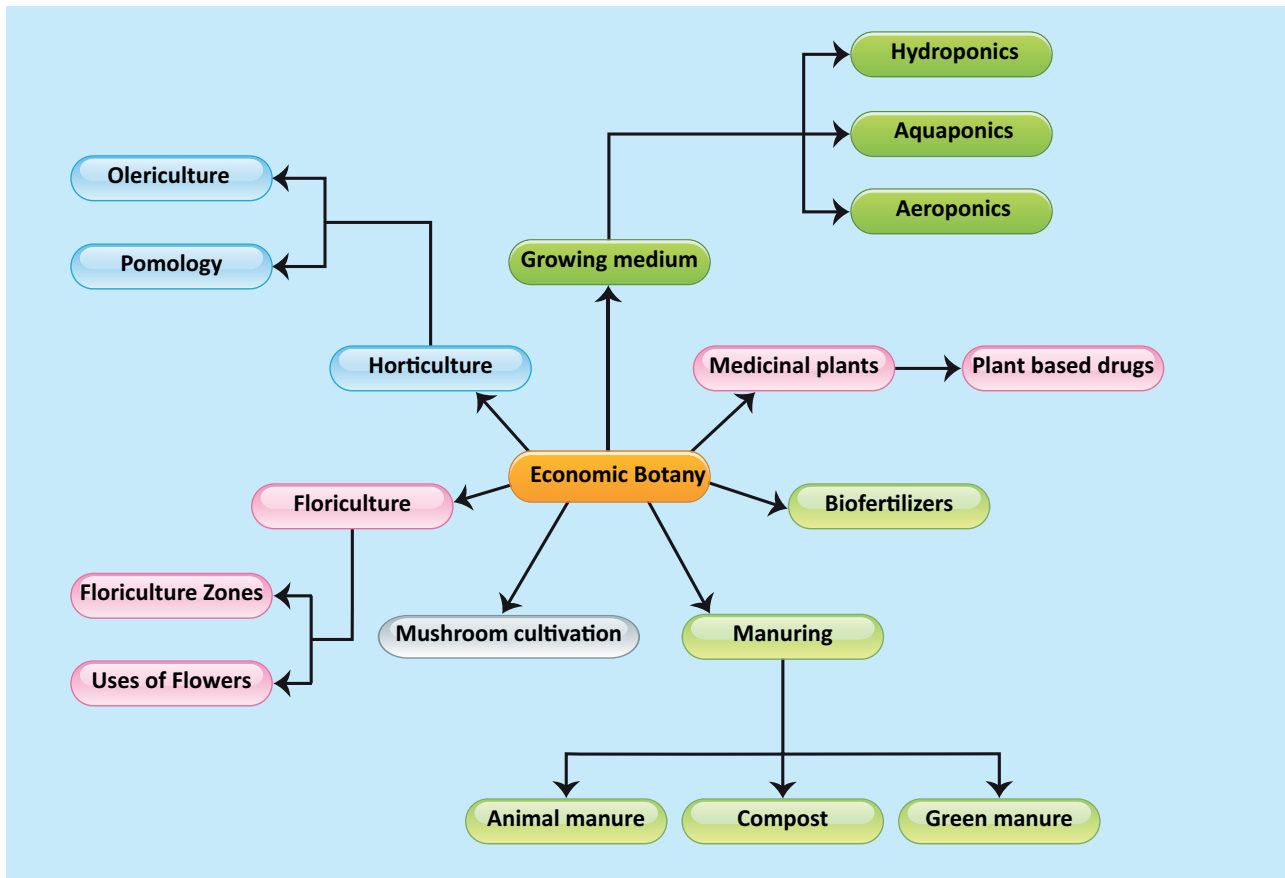 Hydroponics
Aquaponics
Olericulture
Aeroponics
Pomology
Growing medium
Horticulture
Medicinal plants
Plant based drugs
Economic Botany
Floriculture
Biofertilizers
Floriculture Zones
Mushroom cultivation
Manuring
Uses of Flowers
Animal manure
Compost
Green manure